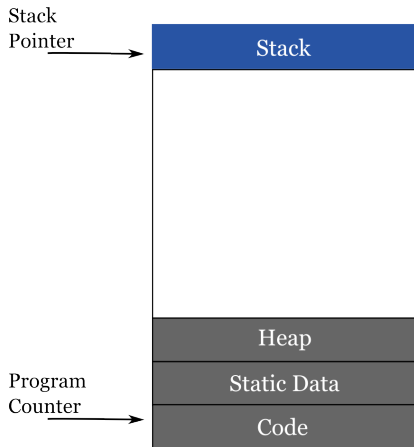 Stack
Pointer
Stack
Heap
Static Data
Program
Counter
Code